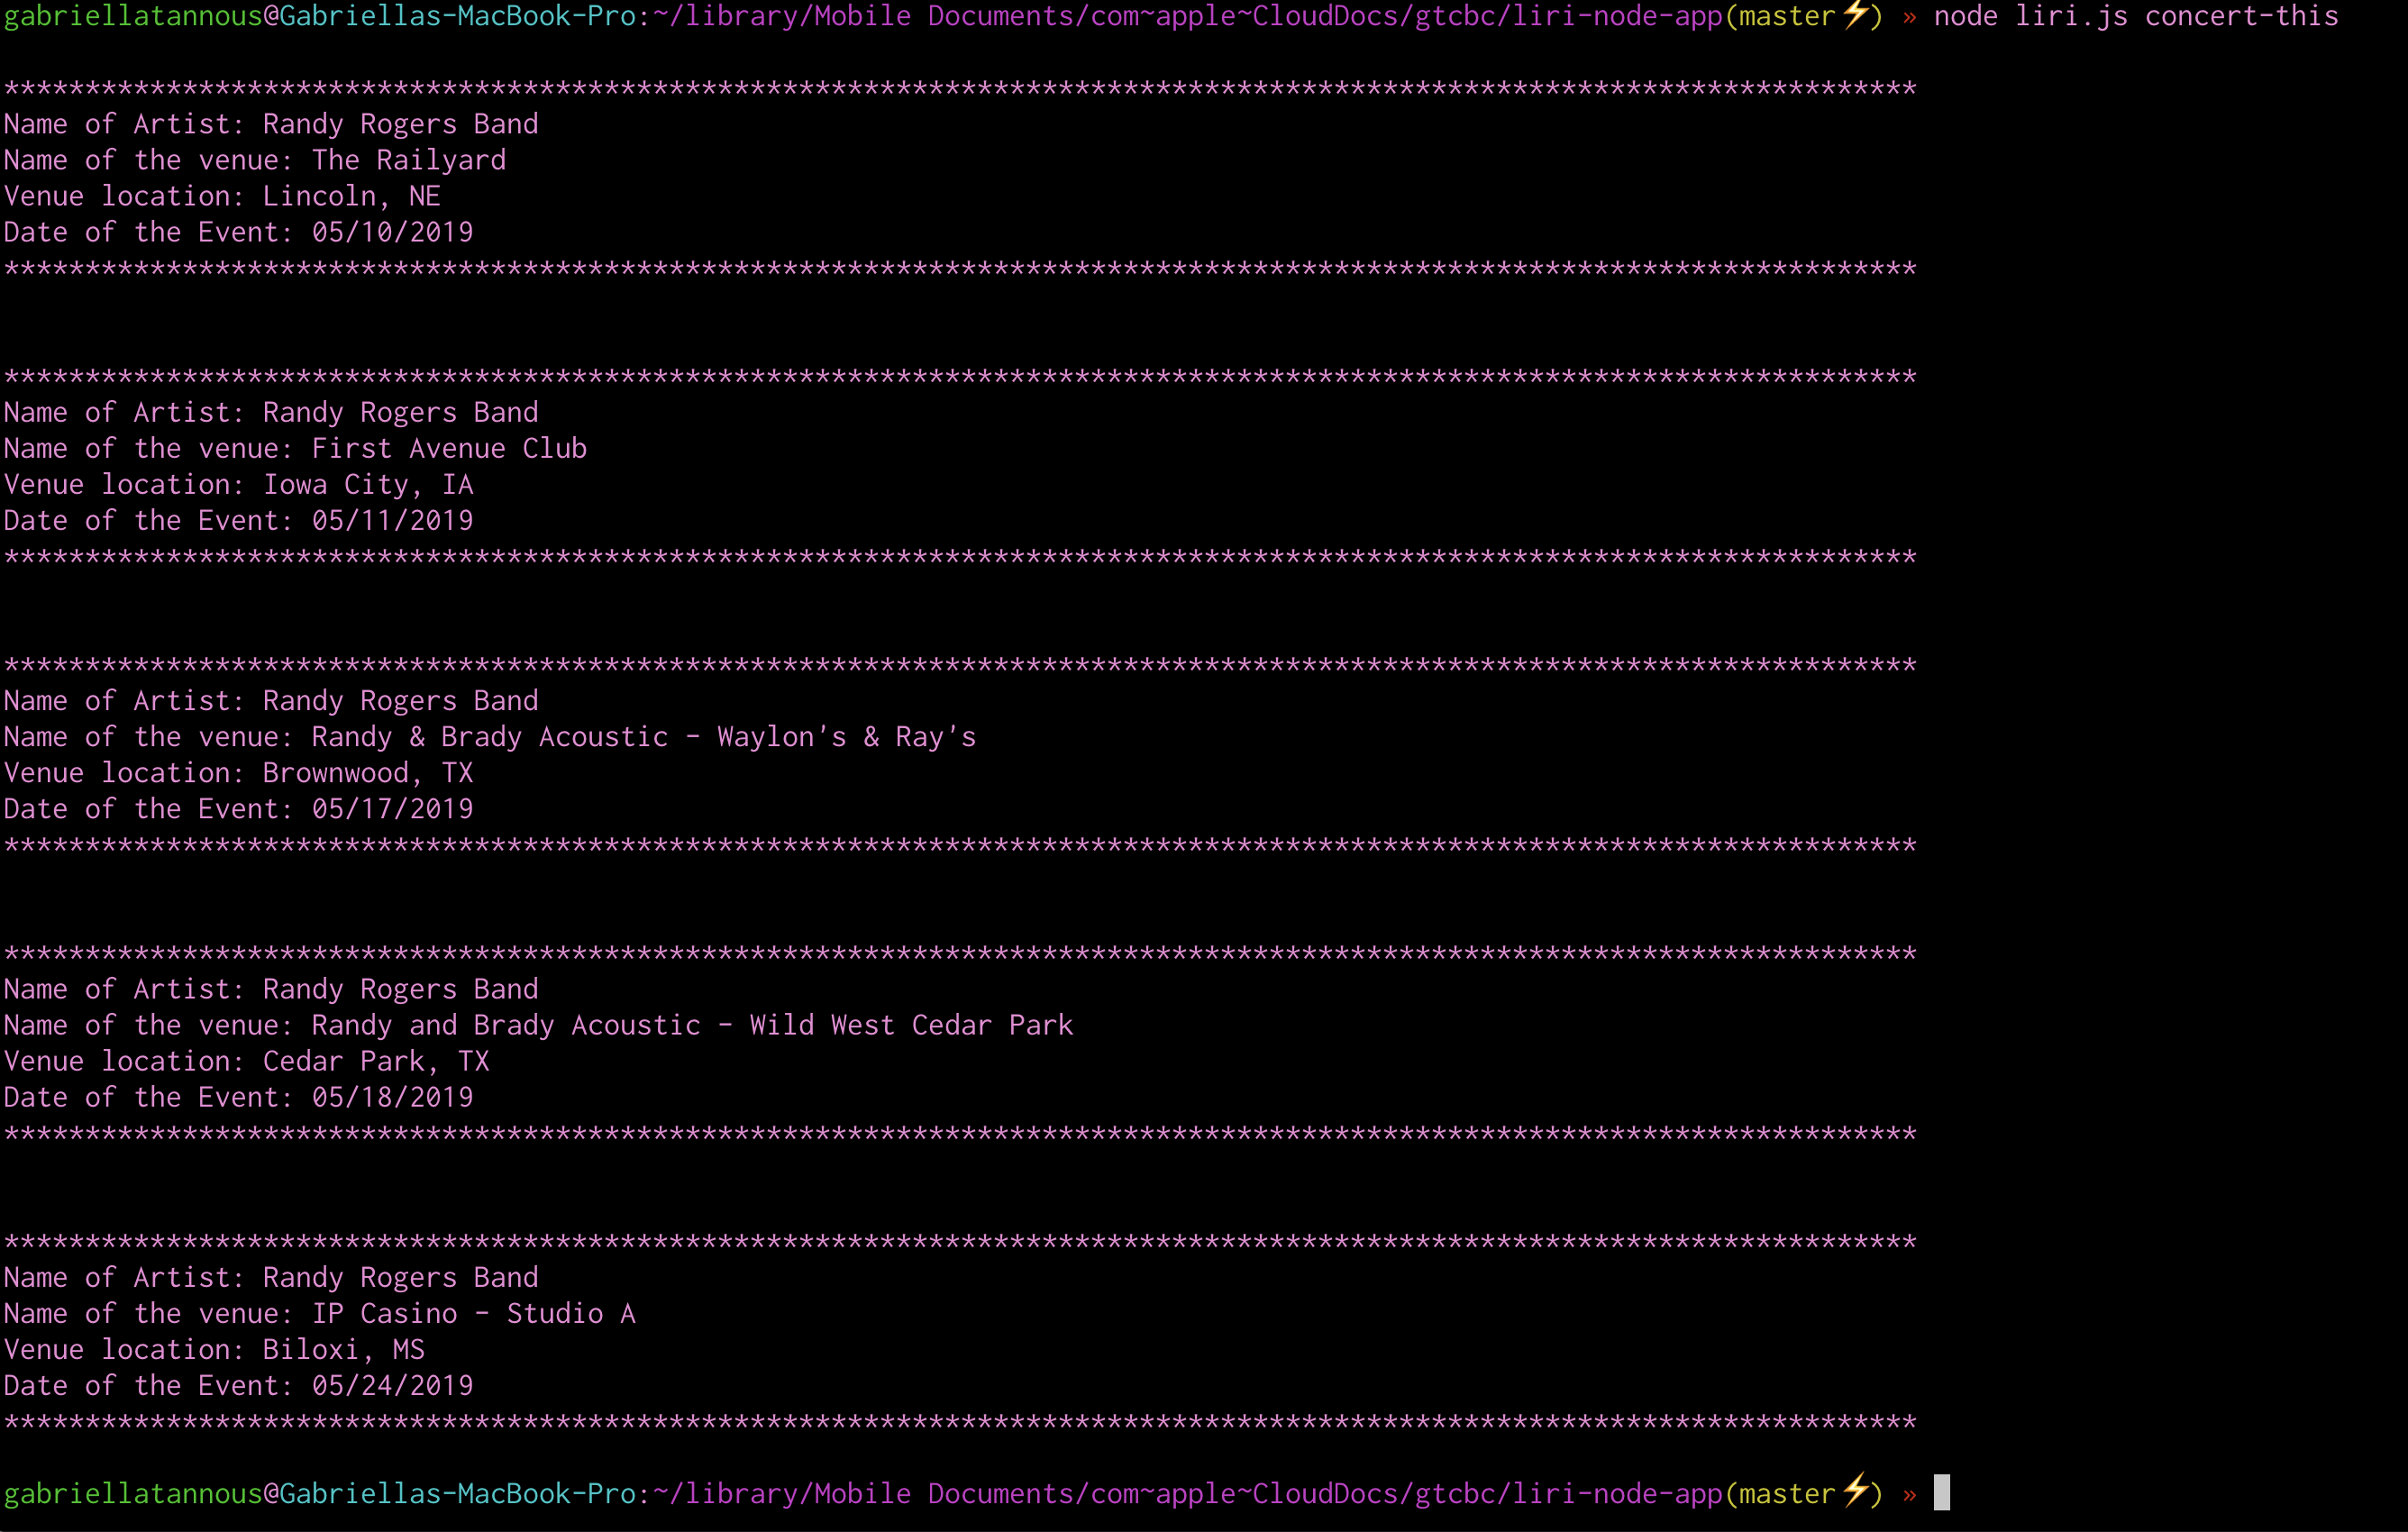 gabriellatannous@Gabriellas-MacBook-Pro:~/library/Mobile Documents/com~apple~CloudDocs/gtcbc/liri-node-app(master⚡) » node liri.js concert-this
**********************************************************************************************************************
Name of Artist: Randy Rogers Band
Name of the venue: The Railyard
Venue location: Lincoln, NE
Date of the Event: 05/10/2019
**********************************************************************************************************************
**********************************************************************************************************************
Name of Artist: Randy Rogers Band
Name of the venue: First Avenue Club
Venue location: Iowa City, IA
Date of the Event: 05/11/2019
**********************************************************************************************************************
**********************************************************************************************************************
Name of Artist: Randy Rogers Band
Name of the venue: Randy & Brady Acoustic - Waylon's & Ray's
Venue location: Brownwood, TX
Date of the Event: 05/17/2019
**********************************************************************************************************************
**********************************************************************************************************************
Name of Artist: Randy Rogers Band
Name of the venue: Randy and Brady Acoustic - Wild West Cedar Park
Venue location: Cedar Park, TX
Date of the Event: 05/18/2019
**********************************************************************************************************************
**********************************************************************************************************************
Name of Artist: Randy Rogers Band
Name of the venue: IP Casino - Studio A
Venue location: Biloxi, MS
Date of the Event: 05/24/2019
**********************************************************************************************************************
gabriellatannous@Gabriellas-MacBook-Pro:~/library/Mobile Documents/com~apple~CloudDocs/gtcbc/liri-node-app(master⚡) »